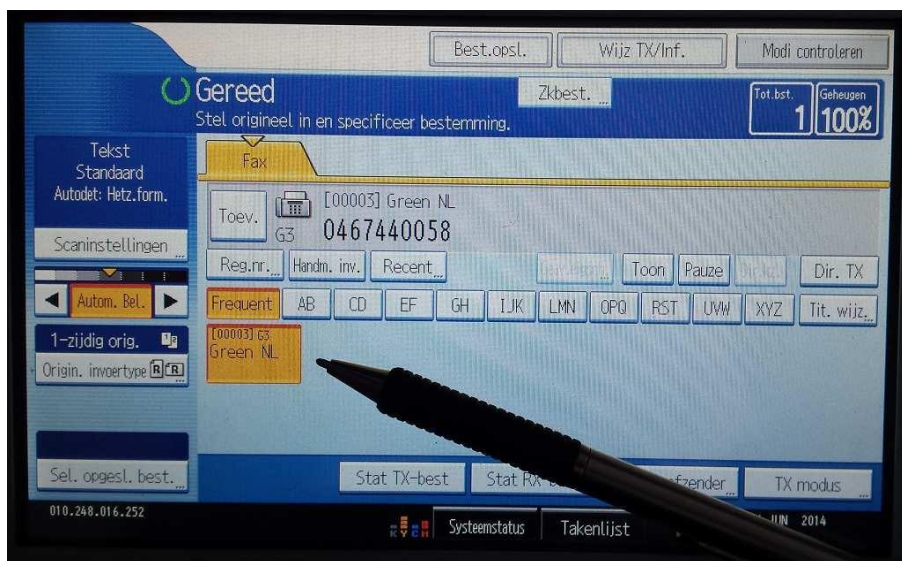 Best.opsl. Wijz TX/Inf. Modi controleren
Gereed Zkbest. ... Tot.bst. Geheugen
Stel origineel in en specificeer bestemming. 1 100%
Tekst
Standaard
Autodet: Hetz.form.
Fax
Toev. G3 [00003] Green NL
0467440058
Scaninstellingen ...
Reg.nr. ... Handm. inv. Recent ... Toon Pauze Dir. TX
Autom. Bel.
Frequent AB CD EF GH IJK LMN OPQ RST UVW XYZ Tit. wijz...
1-zijdig orig.
[00003] G3
Green NL
Origin. invoertype R R ...
Sel. opgesl. best. ...
Stat TX-best Stat RX TX modus ...
010.248.016.252
K Y C M Systeemstatus Takenlijst JUN 2014